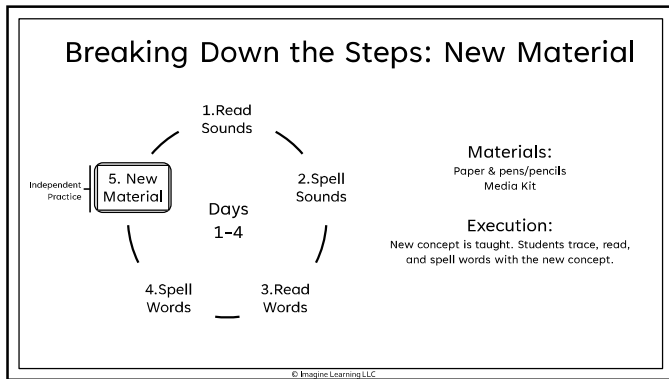 Breaking Down the Steps: New Material
1.Read
Sounds
2.Spell
Sounds
3.Read
Words
4.Spell
Words
5. New
Material
Independent
Practice
Days
1–4
Materials:
Paper & pens/pencils
Media Kit
Execution:
New concept is taught. Students trace, read,
and spell words with the new concept.
© Imagine Learning LLC